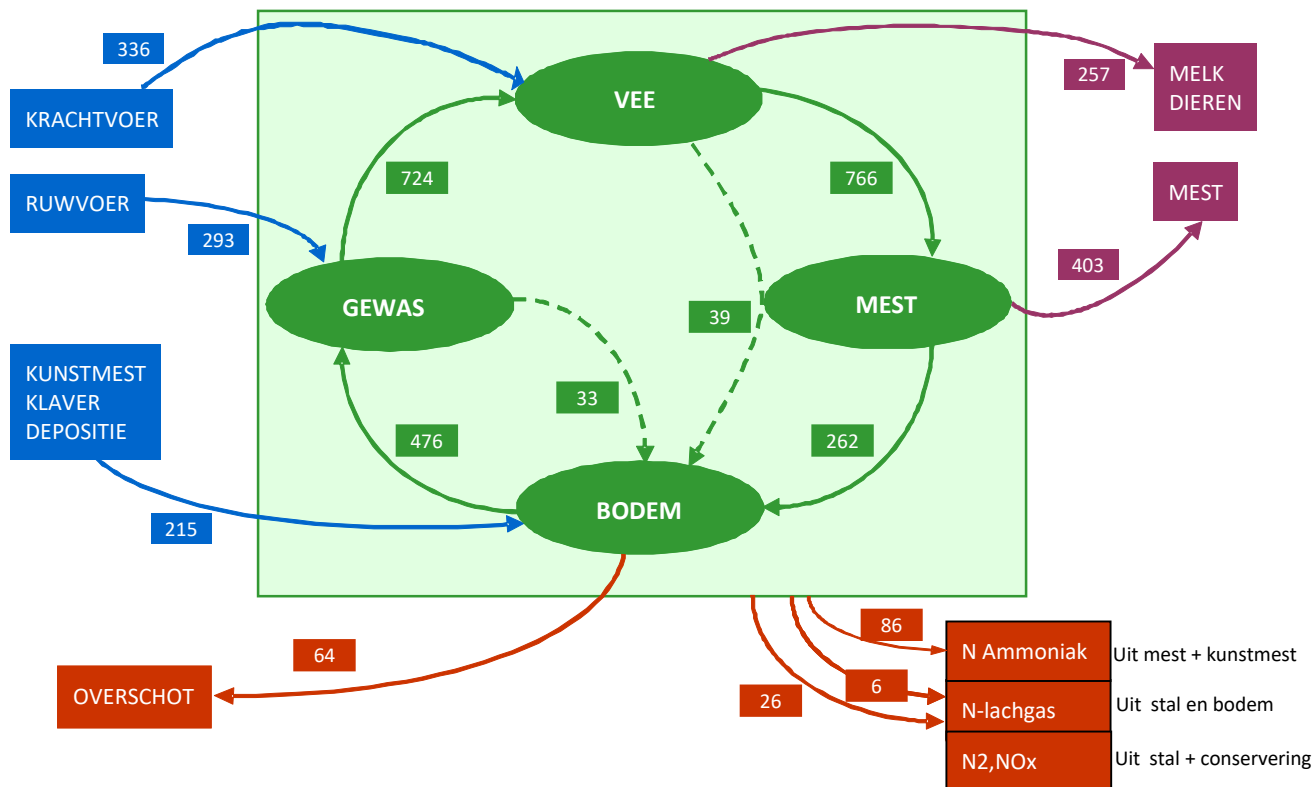 336
KRACHTVOER
RUWVOER
293
KUNSTMEST
KLAVER
DEPOSITIE
215
VEE
724
766
GEWAS
MEST
39
33
476
262
BODEM
257
MELK
DIEREN
MEST
403
64
OVERSCHOT
86
6
26
N Ammoniak
Uit mest + kunstmest
N-lachgas
Uit stal en bodem
N2,NOx
Uit stal + conservering